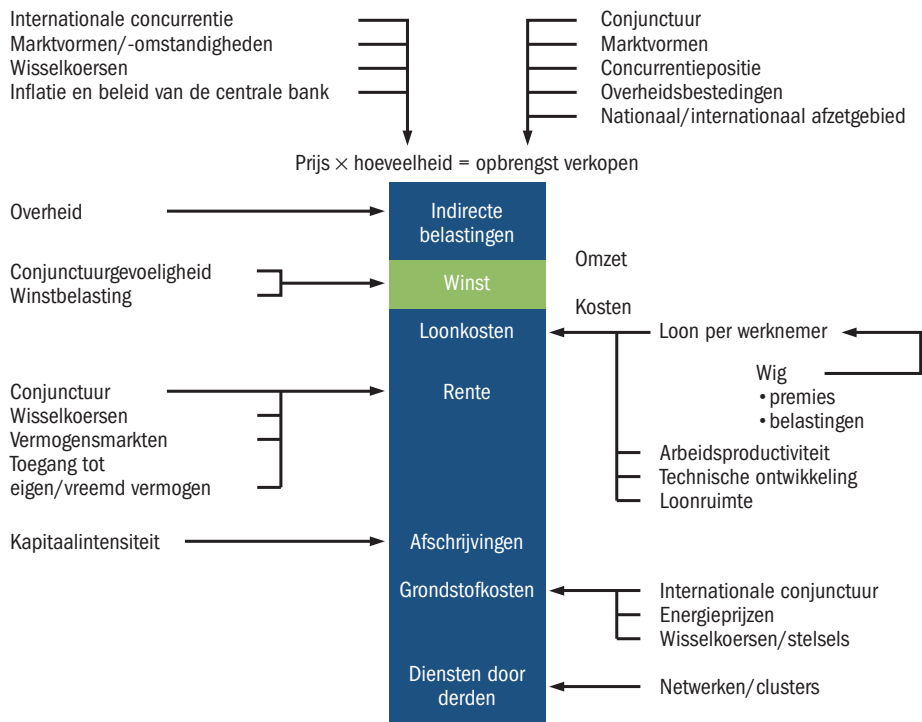 Internationale concurrentie
Marktvormen/-omstandigheden
Wisselkoersen
Inflatie en beleid van de centrale bank
Conjunctuur
Marktvormen
Concurrentiepositie
Overheidsbestedingen
Nationaal/internationaal afzetgebied
Prijs × hoeveelheid = opbrengst verkopen
Overheid
Indirecte
belastingen
Conjunctuurgevoeligheid
Winstbelasting
Winst
Omzet
Kosten
Loonkosten
Loon per werknemer
Wig
• premies
• belastingen
Arbeidsproductiviteit
Technische ontwikkeling
Loonruimte
Conjunctuur
Wisselkoersen
Vermogensmarkten
Toegang tot
eigen/vreemd vermogen
Rente
Kapitaalintensiteit
Afschrijvingen
Grondstofkosten
Internationale conjunctuur
Energieprijzen
Wisselkoersen/stelsels
Diensten door
derden
Netwerken/clusters